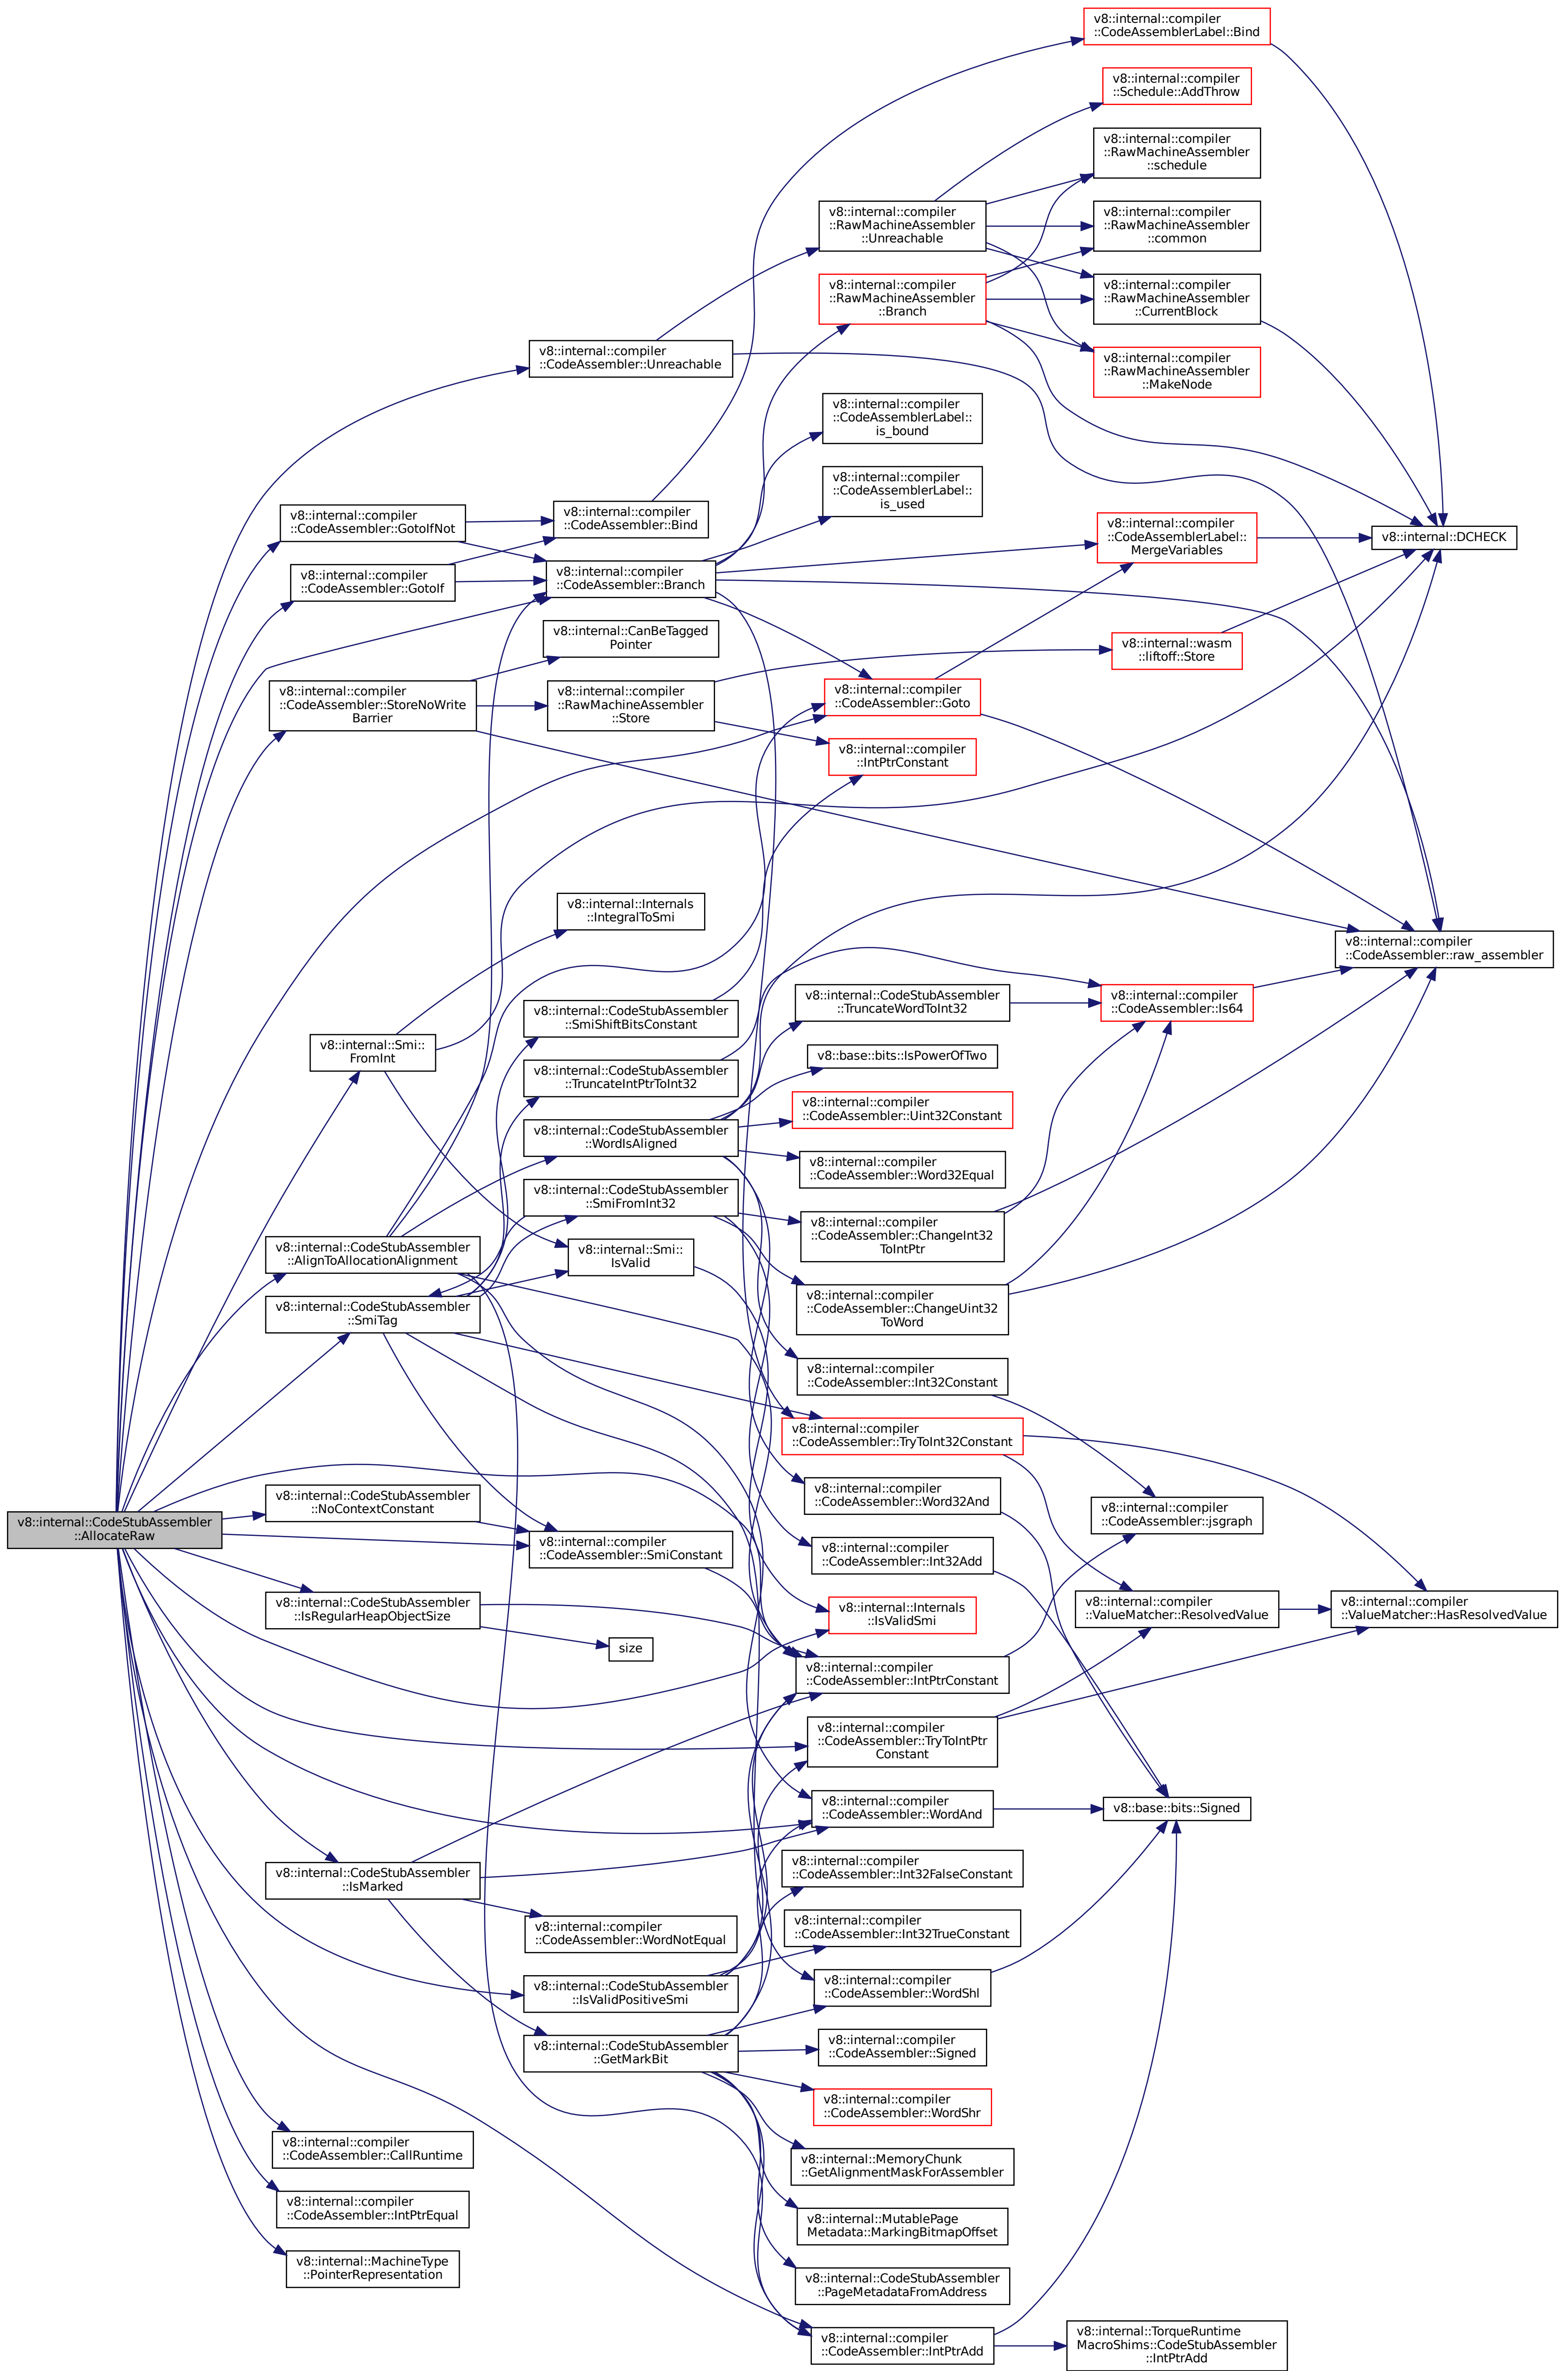 v8::internal::compiler
::CodeAssemblerLabel::Bind
v8::internal::compiler
::Schedule::AddThrow
v8::internal::compiler
::RawMachineAssembler
::schedule
v8::internal::compiler
::RawMachineAssembler
::Unreachable
v8::internal::compiler
::RawMachineAssembler
::common
v8::internal::compiler
::RawMachineAssembler
::Branch
v8::internal::compiler
::RawMachineAssembler
::CurrentBlock
v8::internal::compiler
::CodeAssembler::Unreachable
v8::internal::compiler
::RawMachineAssembler
::MakeNode
v8::internal::compiler
::CodeAssemblerLabel::
is_bound
v8::internal::compiler
::CodeAssemblerLabel::
is_used
v8::internal::compiler
::CodeAssembler::GotoIfNot
v8::internal::compiler
::CodeAssembler::Bind
v8::internal::compiler
::CodeAssemblerLabel::
MergeVariables
v8::internal::DCHECK
v8::internal::compiler
::CodeAssembler::GotoIf
v8::internal::compiler
::CodeAssembler::Branch
v8::internal::CanBeTagged
Pointer
v8::internal::wasm
::liftoff::Store
v8::internal::compiler
::CodeAssembler::StoreNoWrite
Barrier
v8::internal::compiler
::RawMachineAssembler
::Store
v8::internal::compiler
::CodeAssembler::Goto
v8::internal::compiler
::IntPtrConstant
v8::internal::Internals
::IntegralToSmi
v8::internal::compiler
::CodeAssembler::raw_assembler
v8::internal::Smi::
FromInt
v8::internal::CodeStubAssembler
::SmiShiftBitsConstant
v8::internal::CodeStubAssembler
::TruncateWordToInt32
v8::internal::compiler
::CodeAssembler::Is64
v8::internal::CodeStubAssembler
::TruncateIntPtrToInt32
v8::base::bits::IsPowerOfTwo
v8::internal::compiler
::CodeAssembler::Uint32Constant
v8::internal::CodeStubAssembler
::WordIsAligned
v8::internal::compiler
::CodeAssembler::Word32Equal
v8::internal::CodeStubAssembler
::SmiFromInt32
v8::internal::compiler
::CodeAssembler::ChangeInt32
ToIntPtr
v8::internal::CodeStubAssembler
::AlignToAllocationAlignment
v8::internal::Smi::
IsValid
v8::internal::CodeStubAssembler
::SmiTag
v8::internal::compiler
::CodeAssembler::ChangeUint32
ToWord
v8::internal::compiler
::CodeAssembler::Int32Constant
v8::internal::compiler
::CodeAssembler::TryToInt32Constant
v8::internal::CodeStubAssembler
::NoContextConstant
v8::internal::compiler
::CodeAssembler::Word32And
v8::internal::compiler
::CodeAssembler::jsgraph
v8::internal::CodeStubAssembler
::AllocateRaw
v8::internal::compiler
::CodeAssembler::SmiConstant
v8::internal::compiler
::CodeAssembler::Int32Add
v8::internal::CodeStubAssembler
::IsRegularHeapObjectSize
size
v8::internal::Internals
::IsValidSmi
v8::internal::compiler
::ValueMatcher::ResolvedValue
v8::internal::compiler
::ValueMatcher::HasResolvedValue
v8::internal::compiler
::CodeAssembler::IntPtrConstant
v8::internal::compiler
::CodeAssembler::TryToIntPtr
Constant
v8::internal::compiler
::CodeAssembler::WordAnd
v8::base::bits::Signed
v8::internal::CodeStubAssembler
::IsMarked
v8::internal::compiler
::CodeAssembler::Int32FalseConstant
v8::internal::compiler
::CodeAssembler::WordNotEqual
v8::internal::compiler
::CodeAssembler::Int32TrueConstant
v8::internal::CodeStubAssembler
::IsValidPositiveSmi
v8::internal::compiler
::CodeAssembler::WordShl
v8::internal::CodeStubAssembler
::GetMarkBit
v8::internal::compiler
::CodeAssembler::Signed
v8::internal::compiler
::CodeAssembler::WordShr
v8::internal::compiler
::CodeAssembler::CallRuntime
v8::internal::MemoryChunk
::GetAlignmentMaskForAssembler
v8::internal::compiler
::CodeAssembler::IntPtrEqual
v8::internal::MutablePage
Metadata::MarkingBitmapOffset
v8::internal::MachineType
::PointerRepresentation
v8::internal::CodeStubAssembler
::PageMetadataFromAddress
v8::internal::compiler
::CodeAssembler::IntPtrAdd
v8::internal::TorqueRuntime
MacroShims::CodeStubAssembler
::IntPtrAdd